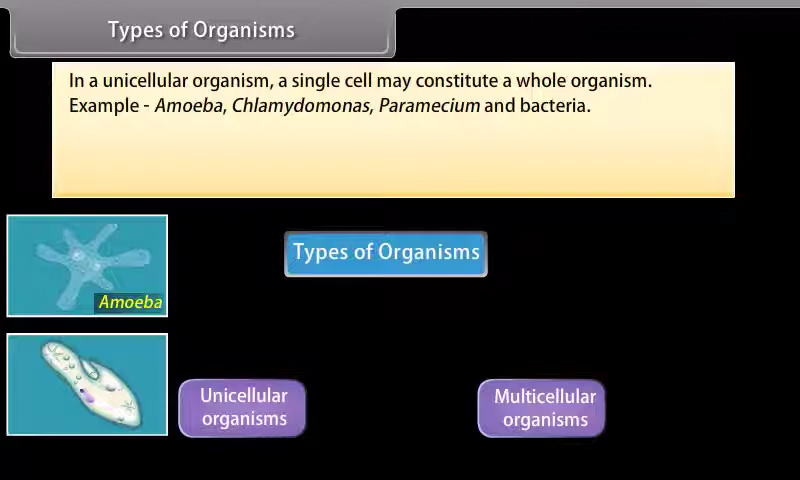 Types of Organisms
In a unicellular organism, a single cell may constitute a whole organism.
Example - Amoeba, Chlamydomonas, Paramecium and bacteria.
Types of Organisms
Amoeba
Unicellular
organisms
Multicellular
organisms